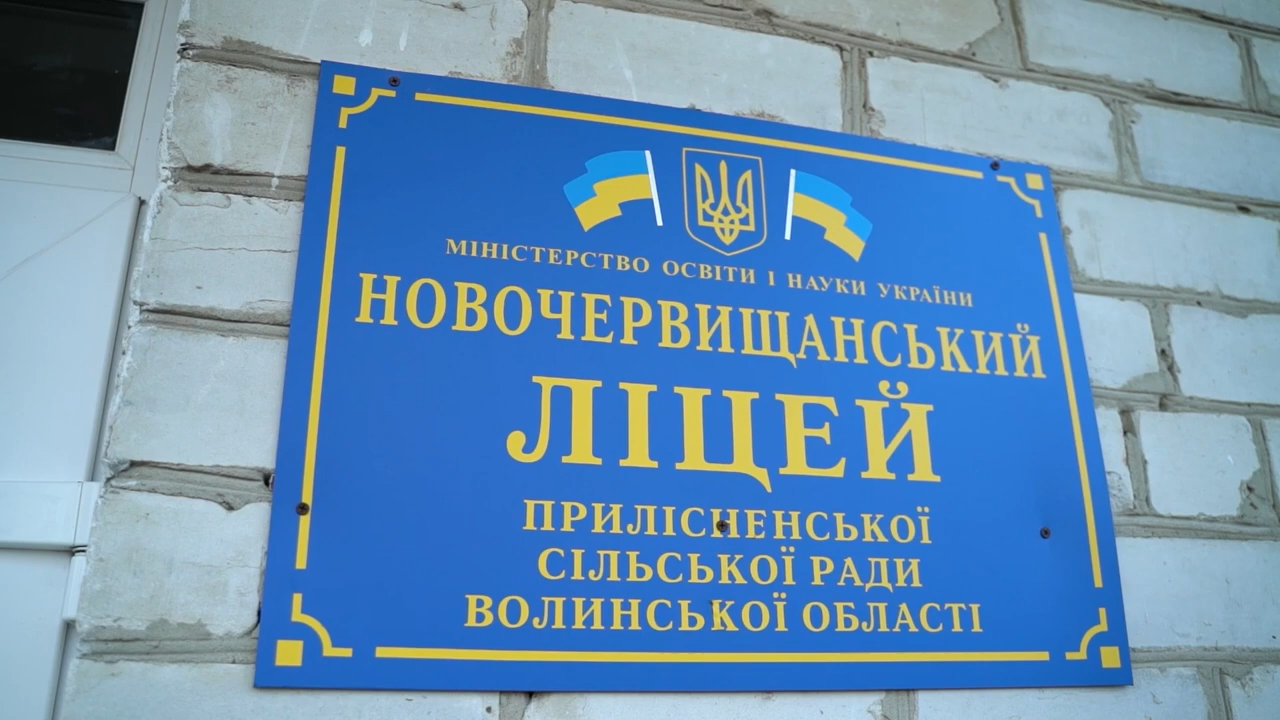 МІНІСТЕРСТВО ОСВІТИ І НАУКИ УКРАЇНИ
НОВОЧЕРВИЩАНСЬКИЙ
ЛІЦЕЙ
ПРИЛІСНЕНСЬКОЇ
СІЛЬСЬКОЇ РАДИ
ВОЛИНСЬКОЇ ОБЛАСТІ